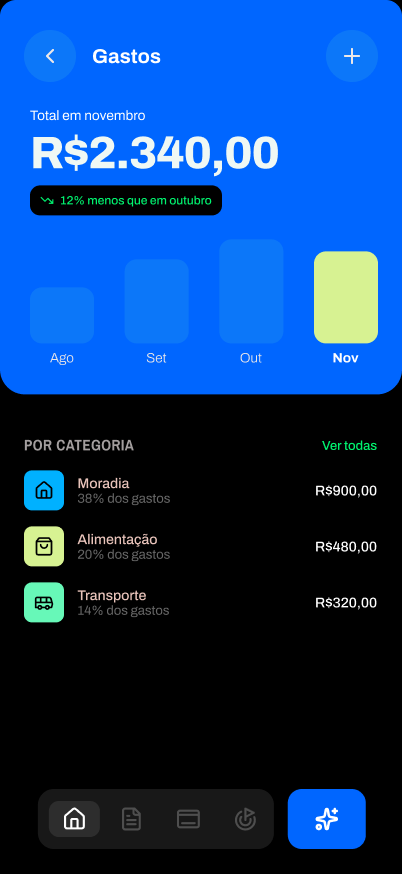 Gastos
Total em novembro
R$2.340,00
12% menos que em outubro
Ago
Set
Out
Nov
POR CATEGORIA
Ver todas
Moradia
38% dos gastos
R$900,00
Alimentação
20% dos gastos
R$480,00
Transporte
14% dos gastos
R$320,00